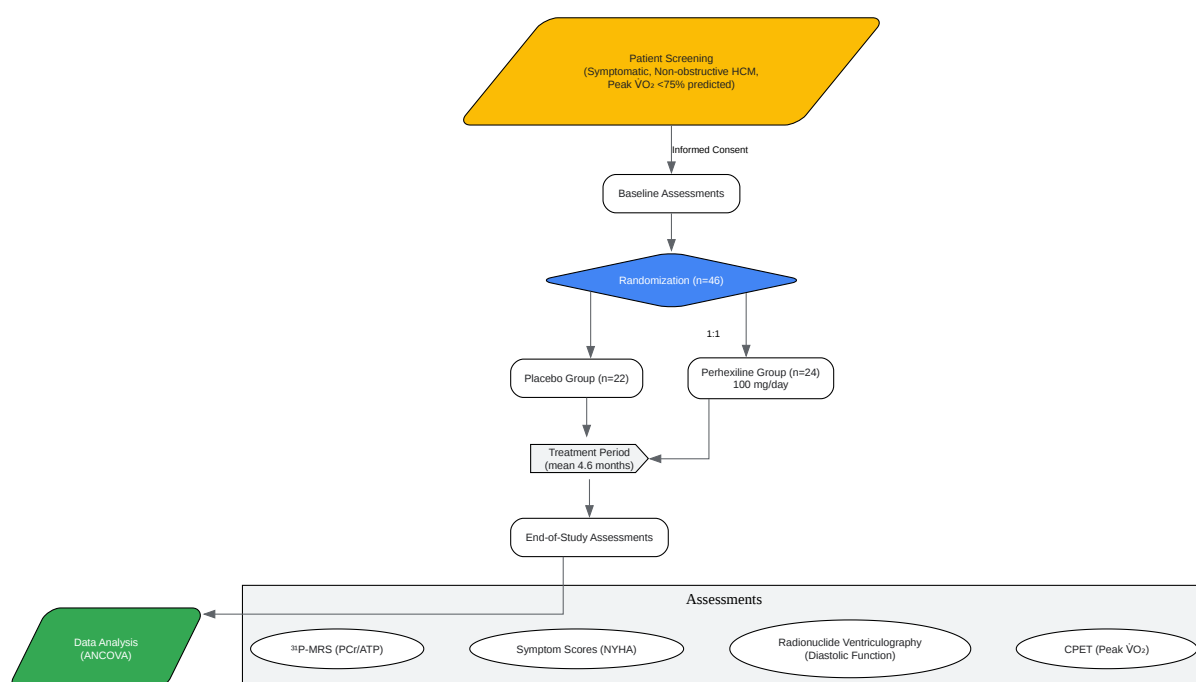 Patient Screening
(Symptomatic, Non-obstructive HCM,
Peak V̇O₂ <75% predicted)
Informed Consent
Baseline Assessments
Randomization (n=46)
1:1
Placebo Group (n=22)
Perhexiline Group (n=24)
100 mg/day
Treatment Period
(mean 4.6 months)
End-of-Study Assessments
Assessments
Data Analysis
(ANCOVA)
³¹P-MRS (PCr/ATP)
Symptom Scores (NYHA)
Radionuclide Ventriculography
(Diastolic Function)
CPET (Peak V̇O₂)